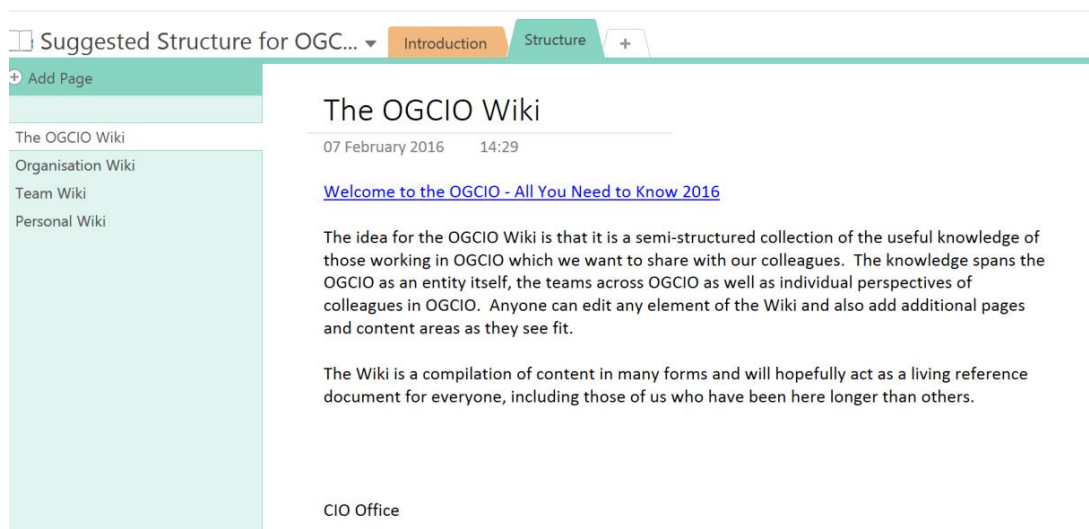 Suggested Structure for OGC...
Introduction
Structure
+
Add Page
The OGCIO Wiki
Organisation Wiki
Team Wiki
Personal Wiki
The OGCIO Wiki
07 February 2016 14:29
Welcome to the OGCIO - All You Need to Know 2016
The idea for the OGCIO Wiki is that it is a semi-structured collection of the useful knowledge of
those working in OGCIO which we want to share with our colleagues. The knowledge spans the
OGCIO as an entity itself, the teams across OGCIO as well as individual perspectives of
colleagues in OGCIO. Anyone can edit any element of the Wiki and also add additional pages
and content areas as they see fit.
The Wiki is a compilation of content in many forms and will hopefully act as a living reference
document for everyone, including those of us who have been here longer than others.
CIO Office